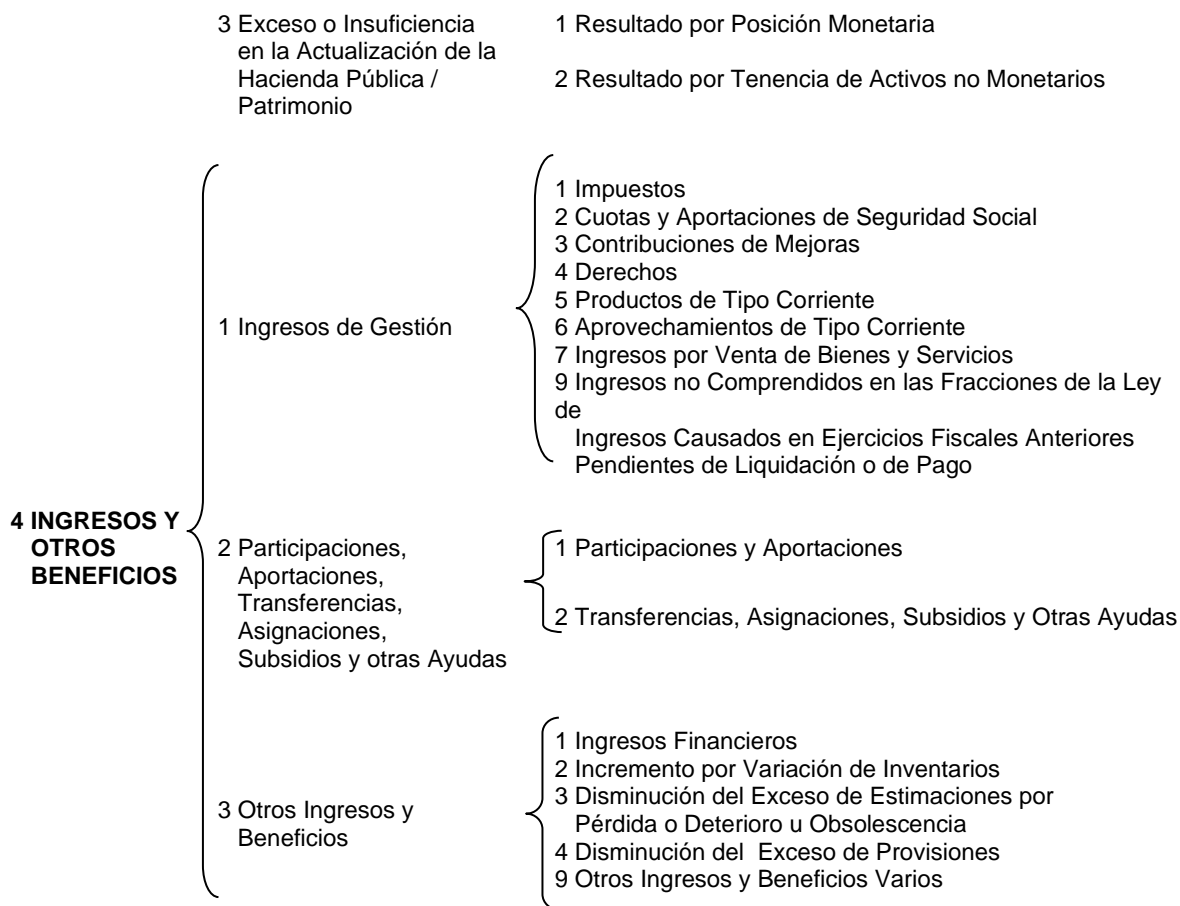 3 Exceso o Insuficiencia
en la Actualización de la
Hacienda Pública /
Patrimonio
1 Resultado por Posición Monetaria
2 Resultado por Tenencia de Activos no Monetarios
4 INGRESOS Y
OTROS
BENEFICIOS
1 Ingresos de Gestión
1 Impuestos
2 Cuotas y Aportaciones de Seguridad Social
3 Contribuciones de Mejoras
4 Derechos
5 Productos de Tipo Corriente
6 Aprovechamientos de Tipo Corriente
7 Ingresos por Venta de Bienes y Servicios
9 Ingresos no Comprendidos en las Fracciones de la Ley
de
Ingresos Causados en Ejercicios Fiscales Anteriores
Pendientes de Liquidación o de Pago
2 Participaciones,
Aportaciones,
Transferencias,
Asignaciones,
Subsidios y otras Ayudas
1 Participaciones y Aportaciones
2 Transferencias, Asignaciones, Subsidios y Otras Ayudas
3 Otros Ingresos y
Beneficios
1 Ingresos Financieros
2 Incremento por Variación de Inventarios
3 Disminución del Exceso de Estimaciones por
Pérdida o Deterioro u Obsolescencia
4 Disminución del  Exceso de Provisiones
9 Otros Ingresos y Beneficios Varios